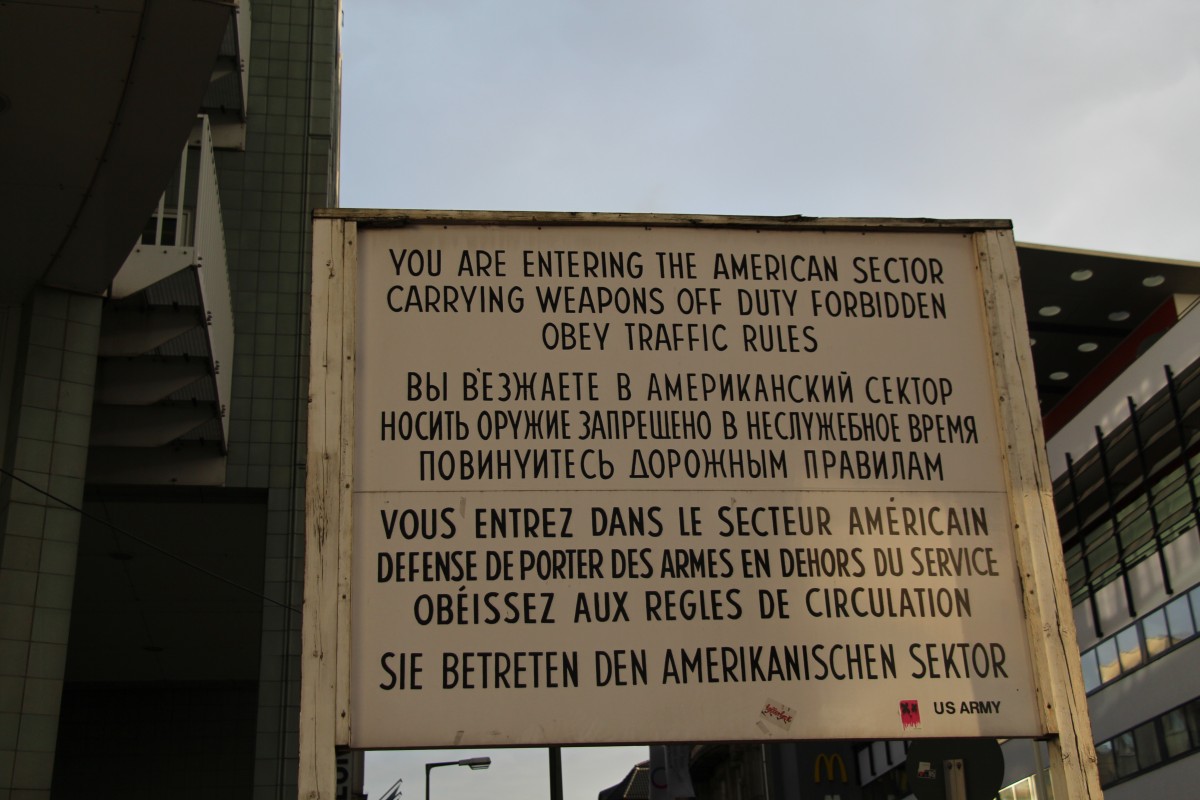 YOU ARE ENTERING THE AMERICAN SECTOR
CARRYING WEAPONS OFF DUTY FORBIDDEN
OBEY TRAFFIC RULES
ВЫ ВʼЕЗЖАЕТЕ В АМЕРИКАНСКИЙ СЕКТОР
НОСИТЬ ОРУЖИЕ ЗАПРЕЩЕНО В НЕСЛУЖЕБНОЕ ВРЕМЯ
ПОВИНУИТЕСЬ ДОРОЖНЫМ ПРАВИЛАМ
VOUS ENTREZ DANS LE SECTEUR AMÉRICAIN
DEFENSE DE PORTER DES ARMES EN DEHORS DU SERVICE
OBÉISSEZ AUX REGLES DE CIRCULATION
SIE BETRETEN DEN AMERIKANISCHEN SEKTOR
US ARMY